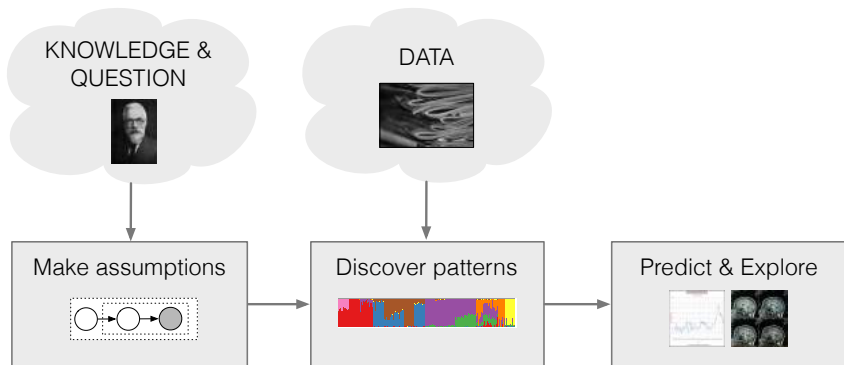 KNOWLEDGE &
QUESTION
DATA
Make assumptions
Discover patterns
Predict & Explore